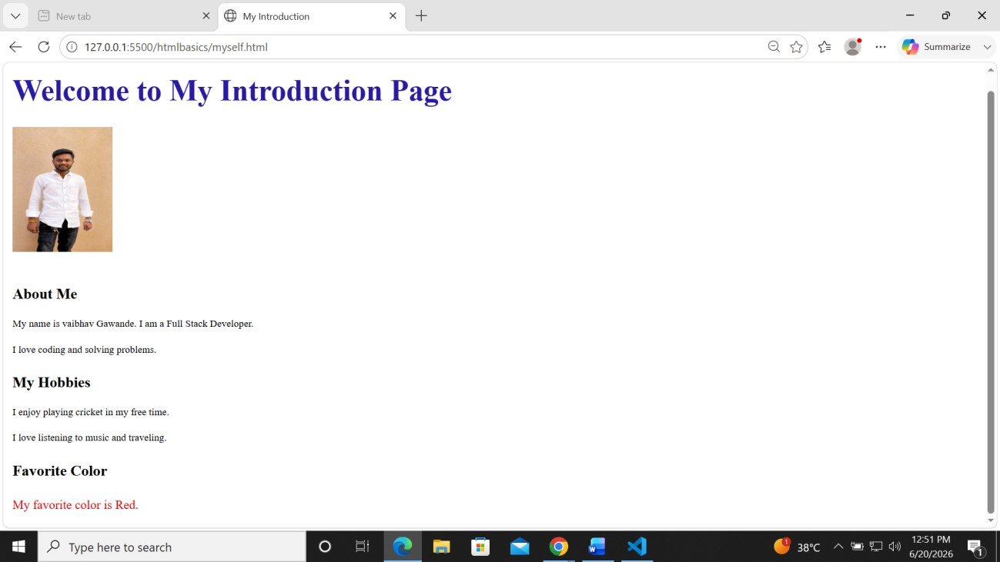 New tab
My Introduction
127.0.0.1:5500/htmlbasics/myself.html
Summarize
Welcome to My Introduction Page
About Me
My name is vaibhav Gawande. I am a Full Stack Developer.
I love coding and solving problems.
My Hobbies
I enjoy playing cricket in my free time.
I love listening to music and traveling.
Favorite Color
My favorite color is Red.
Type here to search
1
38°C
12:51 PM
6/20/2026
1